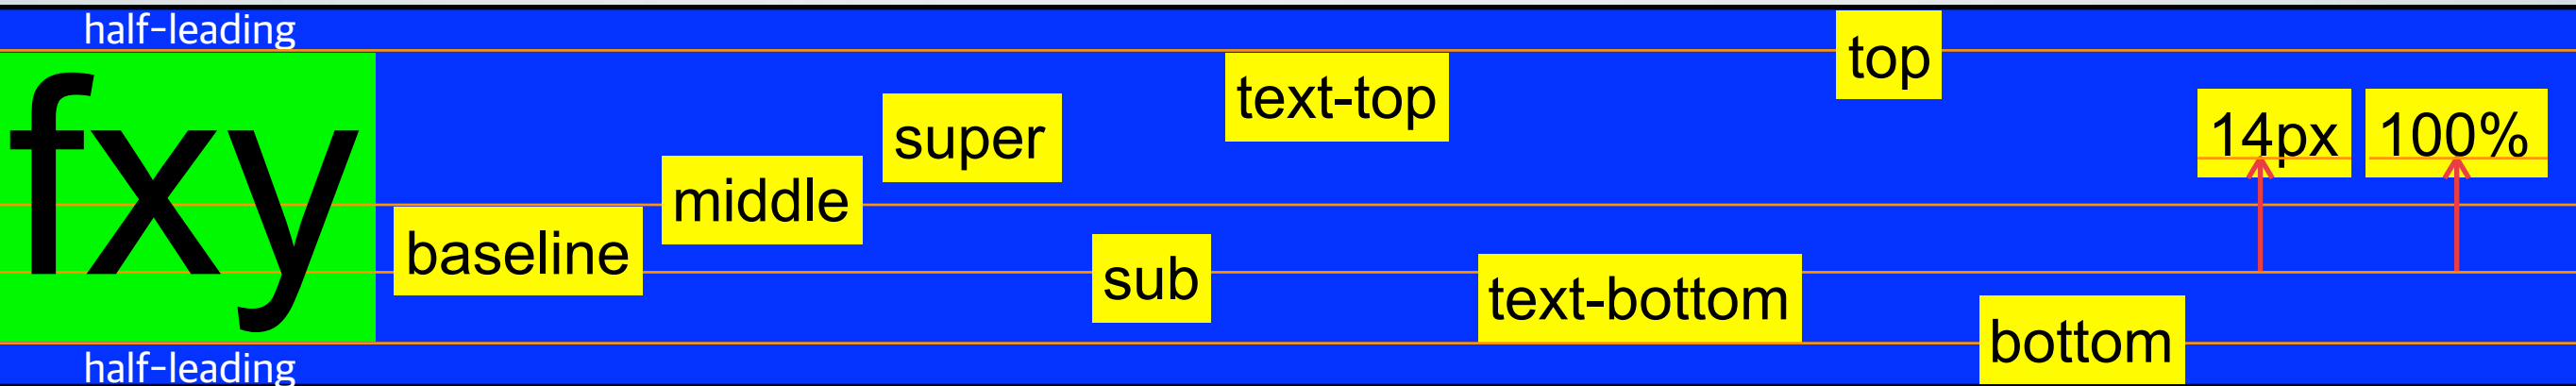 half-leading
fxy
baseline
middle
super
sub
text-top
text-bottom
top
bottom
14px
100%
half-leading